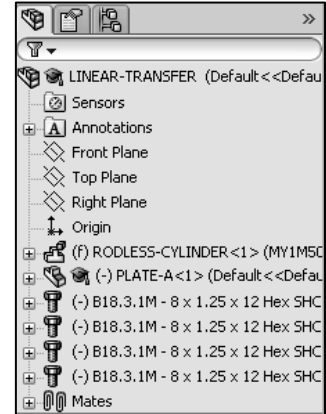 »
LINEAR-TRANSFER (Default<<Defau
Sensors
A Annotations
Front Plane
Top Plane
Right Plane
Origin
(f) RODLESS-CYLINDER<1> (MY1M5C
(-) PLATE-A<1> (Default<<Defau
(-) B18.3.1M - 8 x 1.25 x 12 Hex SHC
(-) B18.3.1M - 8 x 1.25 x 12 Hex SHC
(-) B18.3.1M - 8 x 1.25 x 12 Hex SHC
(-) B18.3.1M - 8 x 1.25 x 12 Hex SHC
Mates